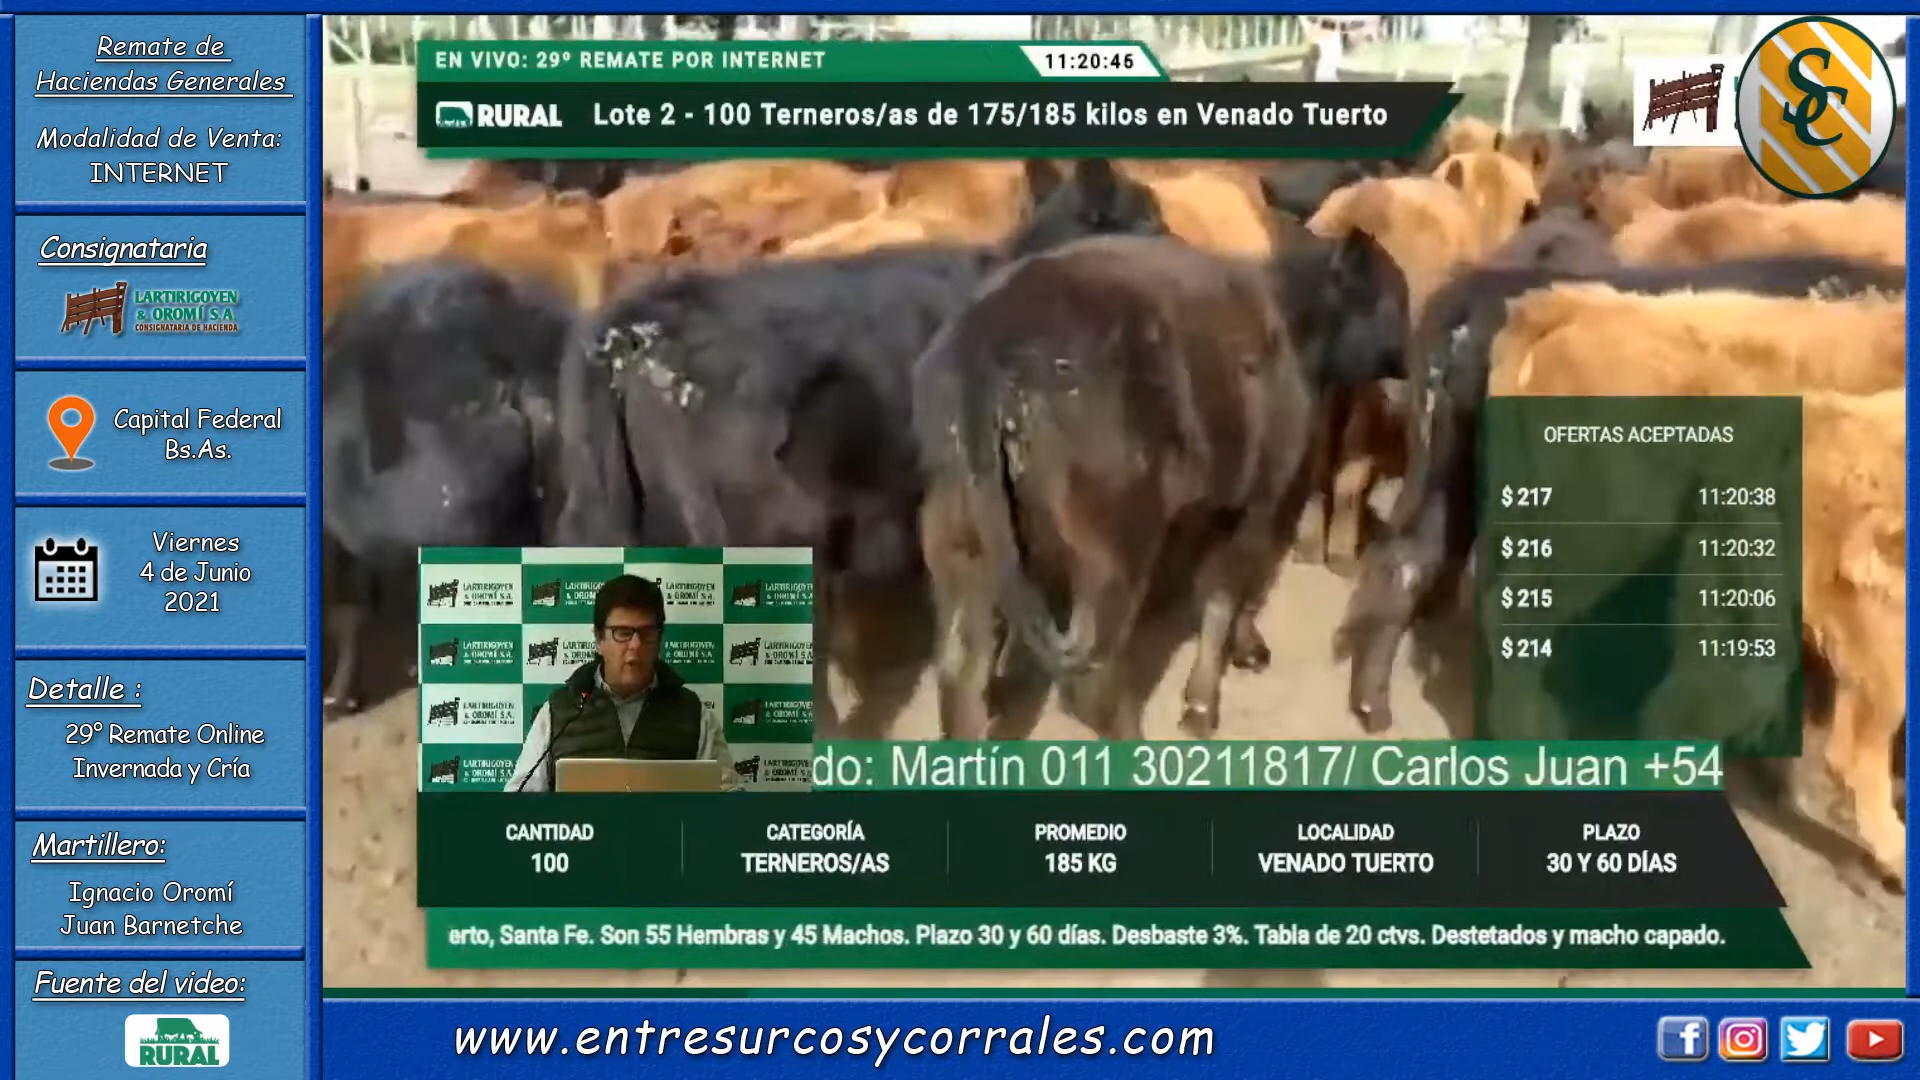 Remate de
Haciendas Generales
Modalidad de Venta:
INTERNET
Consignataria
LARTIRIGOYEN
& OROMÍ S.A.
CONSIGNATARIA DE HACIENDA
Capital Federal
Bs.As.
Viernes
4 de Junio
2021
Detalle :
29º Remate Online
Invernada y Cría
Martillero:
Ignacio Oromí
Juan Barnetche
Fuente del video:
RURAL
EN VIVO: 29º REMATE POR INTERNET
11:20:46
RURAL
Lote 2 - 100 Terneros/as de 175/185 kilos en Venado Tuerto
SC
OFERTAS ACEPTADAS
$ 217 11:20:38
$ 216 11:20:32
$ 215 11:20:06
$ 214 11:19:53
LARTIRIGOYEN
& OROMÍ S.A.
do: Martín 011 30211817/ Carlos Juan +54
CANTIDAD
100
CATEGORÍA
TERNEROS/AS
PROMEDIO
185 KG
LOCALIDAD
VENADO TUERTO
PLAZO
30 Y 60 DÍAS
erto, Santa Fe. Son 55 Hembras y 45 Machos. Plazo 30 y 60 días. Desbaste 3%. Tabla de 20 ctvs. Destetados y macho capado.
www.entresurcosycorrales.com